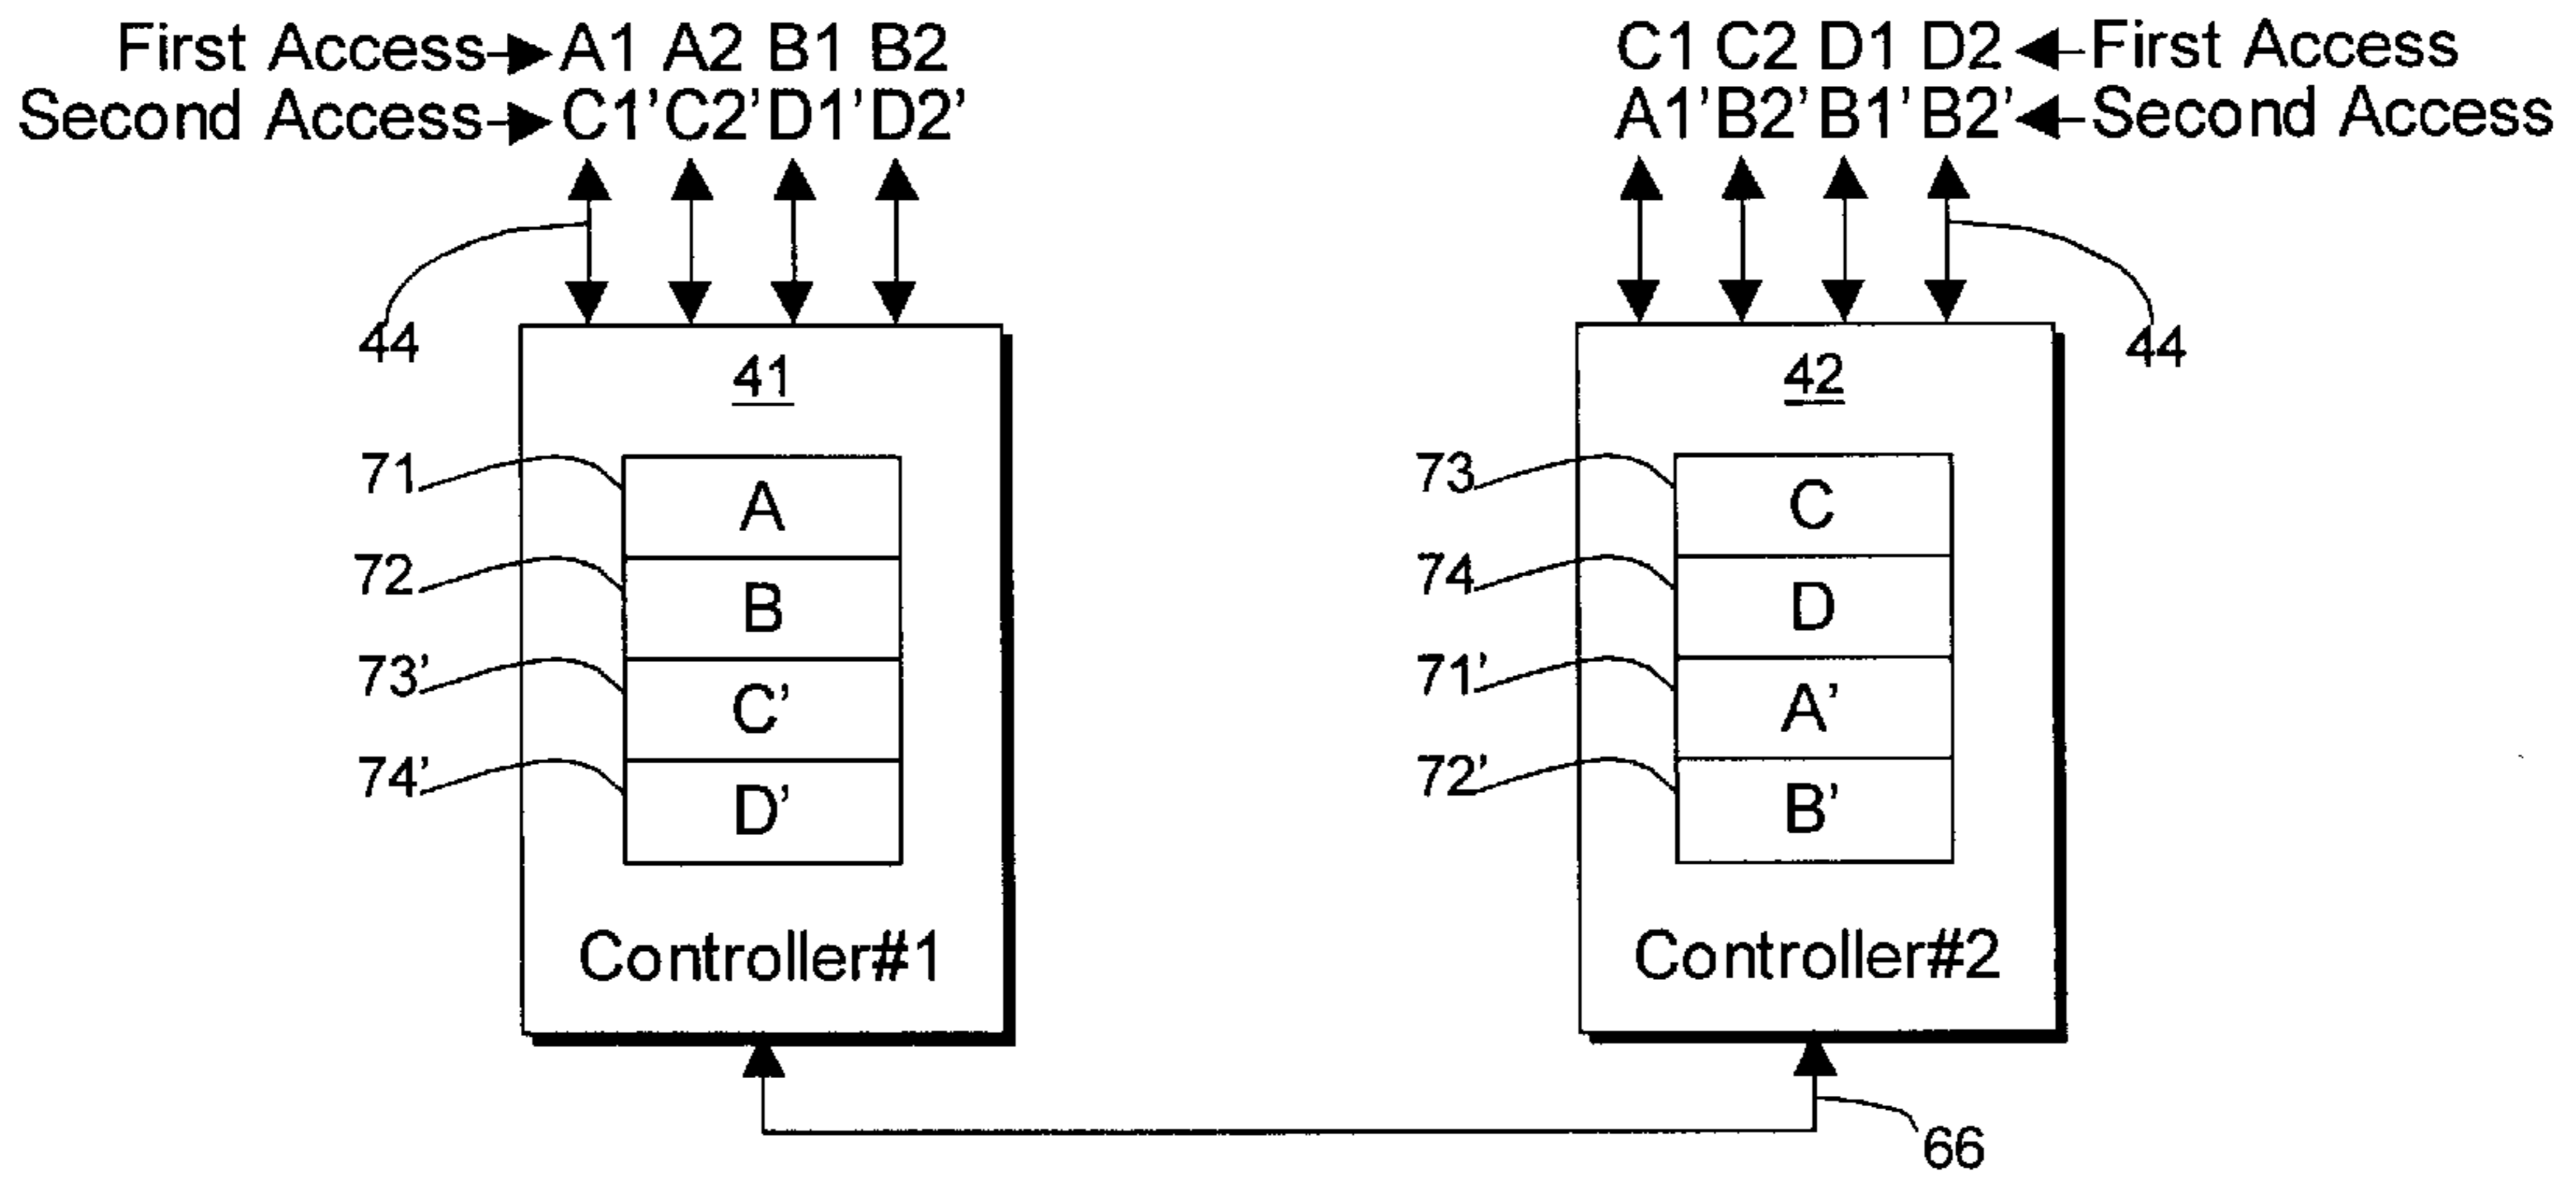 First Access A1 A2 B1 B2
Second Access C1' C2' D1' D2'
C1 C2 D1 D2 First Access
A1' B2' B1' B2' Second Access
44
44
41
42
71
A
72
B
73'
C'
74'
D'
Controller#1
73
C
74
D
71'
A'
72'
B'
Controller#2
66